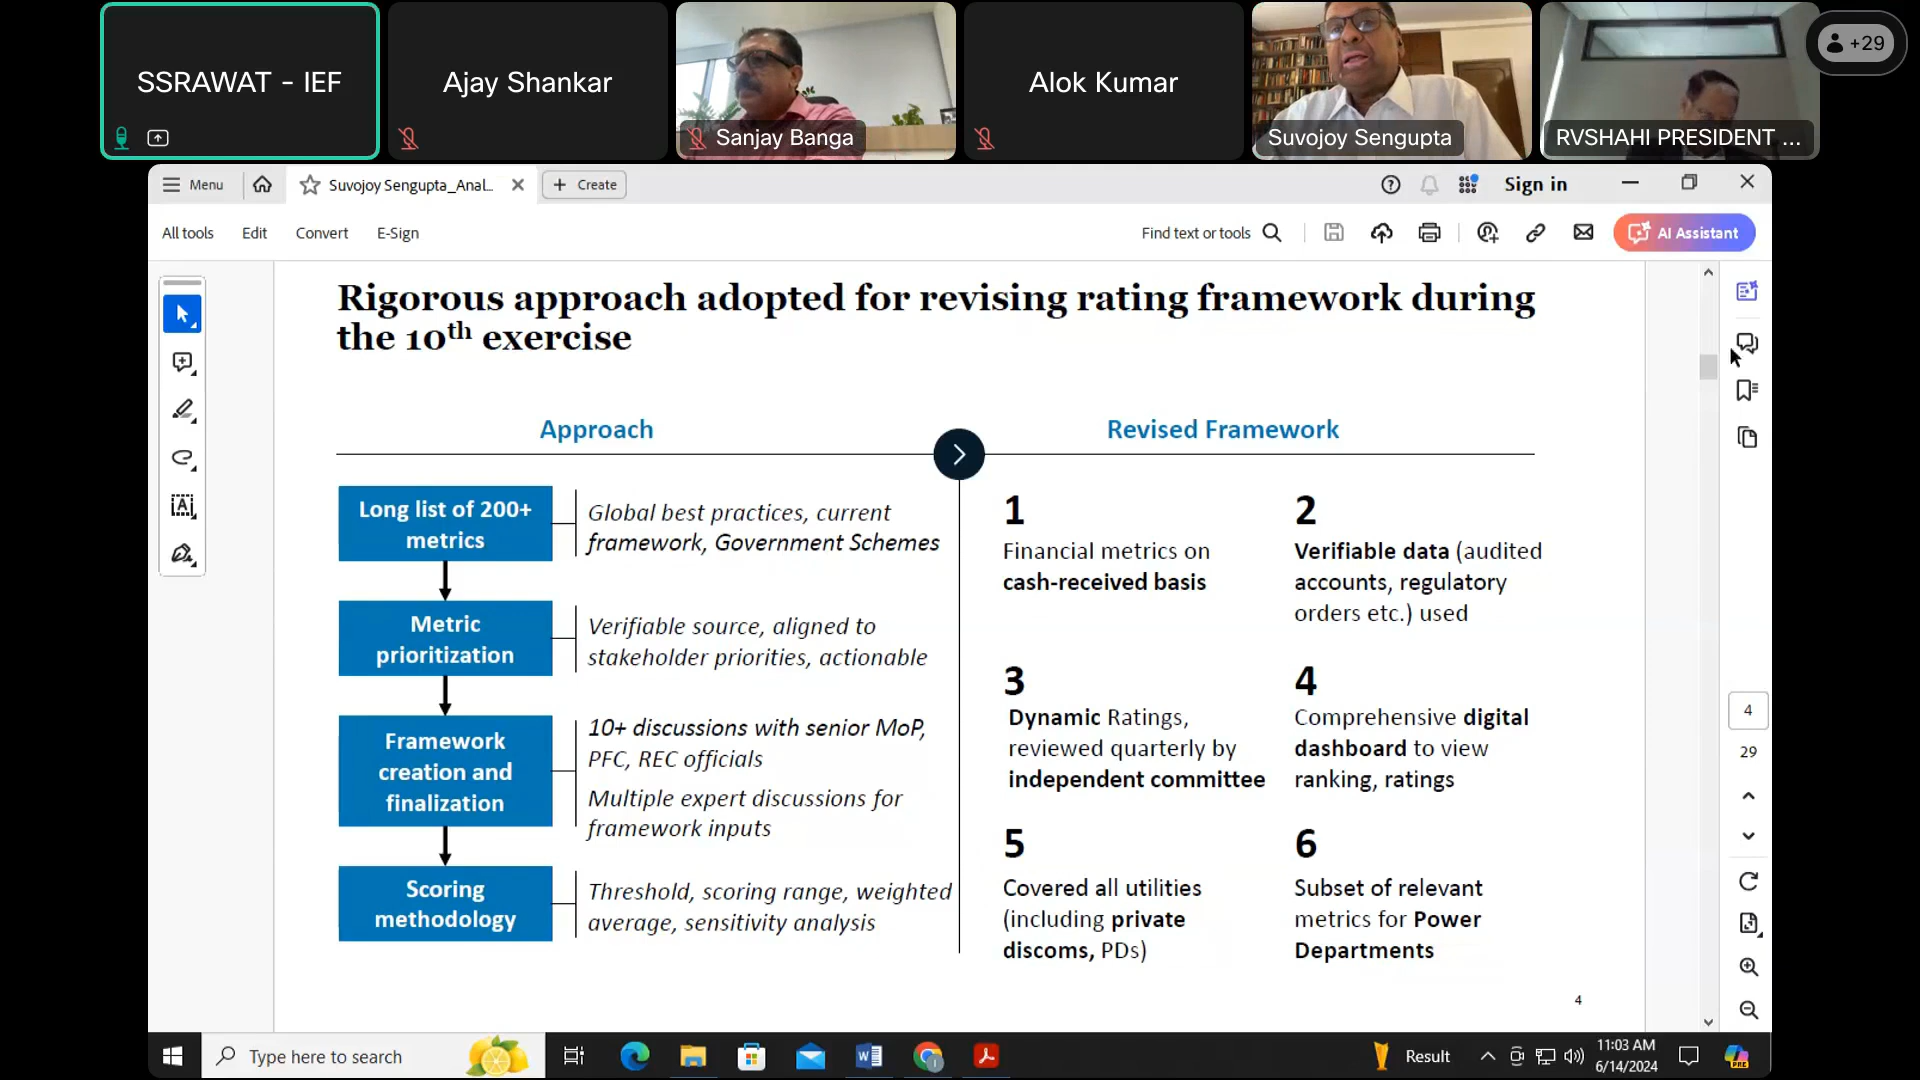 SSRAWAT - IEF
Ajay Shankar
Sanjay Banga
Alok Kumar
Suvojoy Sengupta
RVSHAHI PRESIDENT ...
+29
Menu
Suvojoy Sengupta_Anal...
Create
Sign in
All tools
Edit
Convert
E-Sign
Find text or tools
AI Assistant
Rigorous approach adopted for revising rating framework during
the 10th exercise
Approach
Long list of 200+
metrics
Global best practices, current
framework, Government Schemes
Metric
prioritization
Verifiable source, aligned to
stakeholder priorities, actionable
Framework
creation and
finalization
10+ discussions with senior MoP,
PFC, REC officials
Multiple expert discussions for
framework inputs
Scoring
methodology
Threshold, scoring range, weighted
average, sensitivity analysis
Revised Framework
1
Financial metrics on
cash-received basis
2
Verifiable data (audited
accounts, regulatory
orders etc.) used
3
Dynamic Ratings,
reviewed quarterly by
independent committee
4
Comprehensive digital
dashboard to view
ranking, ratings
5
Covered all utilities
(including private
discoms, PDs)
6
Subset of relevant
metrics for Power
Departments
4
4
29
Type here to search
Result
11:03 AM
6/14/2024
PRE